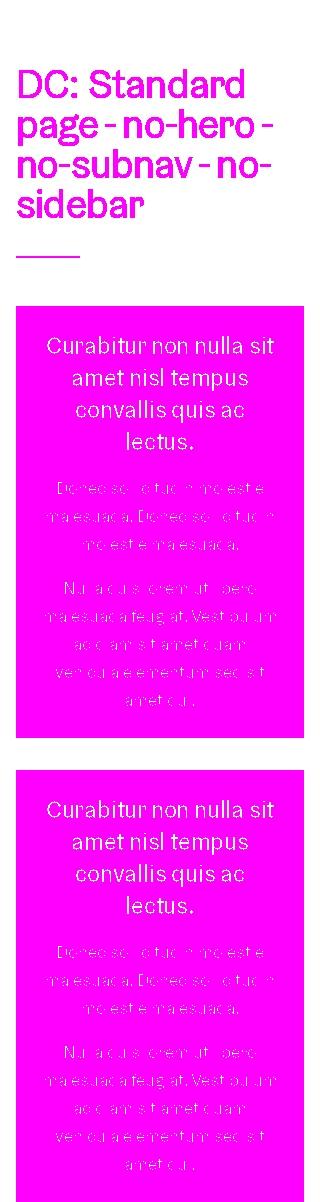 DC: Standard
page - no-hero -
no-subnav - no-
sidebar
Curabitur non nulla sit
amet nisl tempus
convallis quis ac
lectus.
Donec sollicitudin molestie
malesuada. Donec sollicitudin
molestie malesuada.
Nulla quis lorem ut libero
malesuada feugiat. Vestibulum
ac diam sit amet quam
vehicula elementum sed sit
amet dui.
Curabitur non nulla sit
amet nisl tempus
convallis quis ac
lectus.
Donec sollicitudin molestie
malesuada. Donec sollicitudin
molestie malesuada.
Nulla quis lorem ut libero
malesuada feugiat. Vestibulum
ac diam sit amet quam
vehicula elementum sed sit
amet dui.